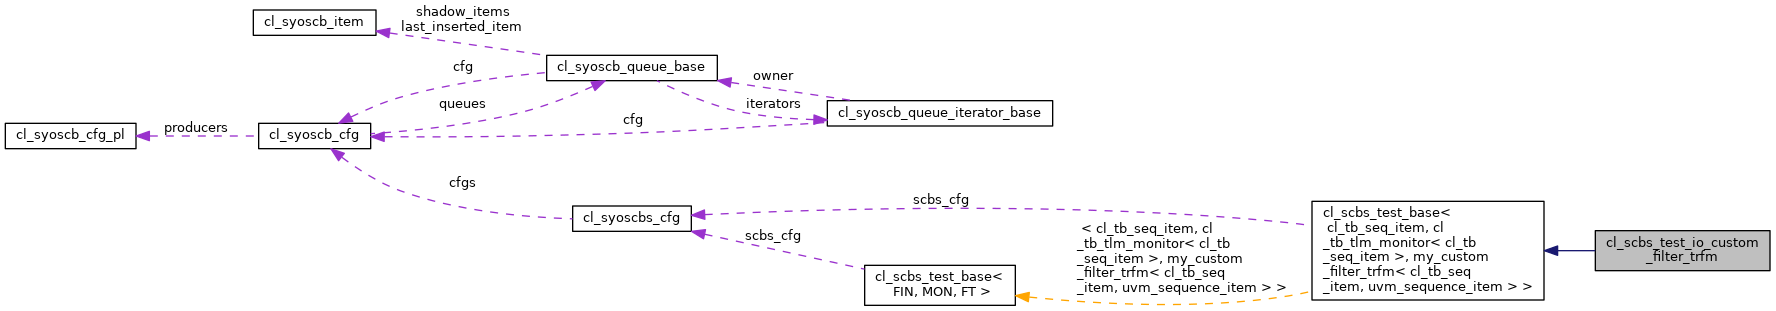 cl_syoscb_item
shadow_items
last_inserted_item
cl_syoscb_queue_base
cfg
owner
queues
iterators
cl_syoscb_queue_iterator_base
cfg
cl_syoscb_cfg_pl
producers
cl_syoscb_cfg
cfgs
cl_syoscbs_cfg
scbs_cfg
scbs_cfg
cl_scbs_test_base<
FIN, MON, FT >
< cl_tb_seq_item, cl
_tb_tlm_monitor< cl_tb
_seq_item >, my_custom
_filter_trfm< cl_tb_seq
_item, uvm_sequence_item > >
cl_scbs_test_base<
cl_tb_seq_item, cl
_tb_tlm_monitor< cl_tb
_seq_item >, my_custom
_filter_trfm< cl_tb_seq
_item, uvm_sequence_item > >
cl_scbs_test_io_custom
_filter_trfm